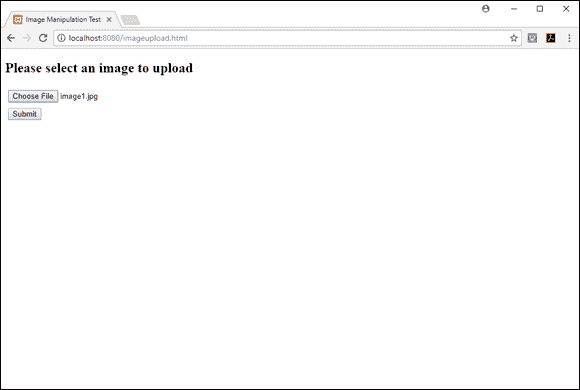 Image Manipulation Test
localhost:8080/imageupload.html
Please select an image to upload
Choose File image1.jpg
Submit